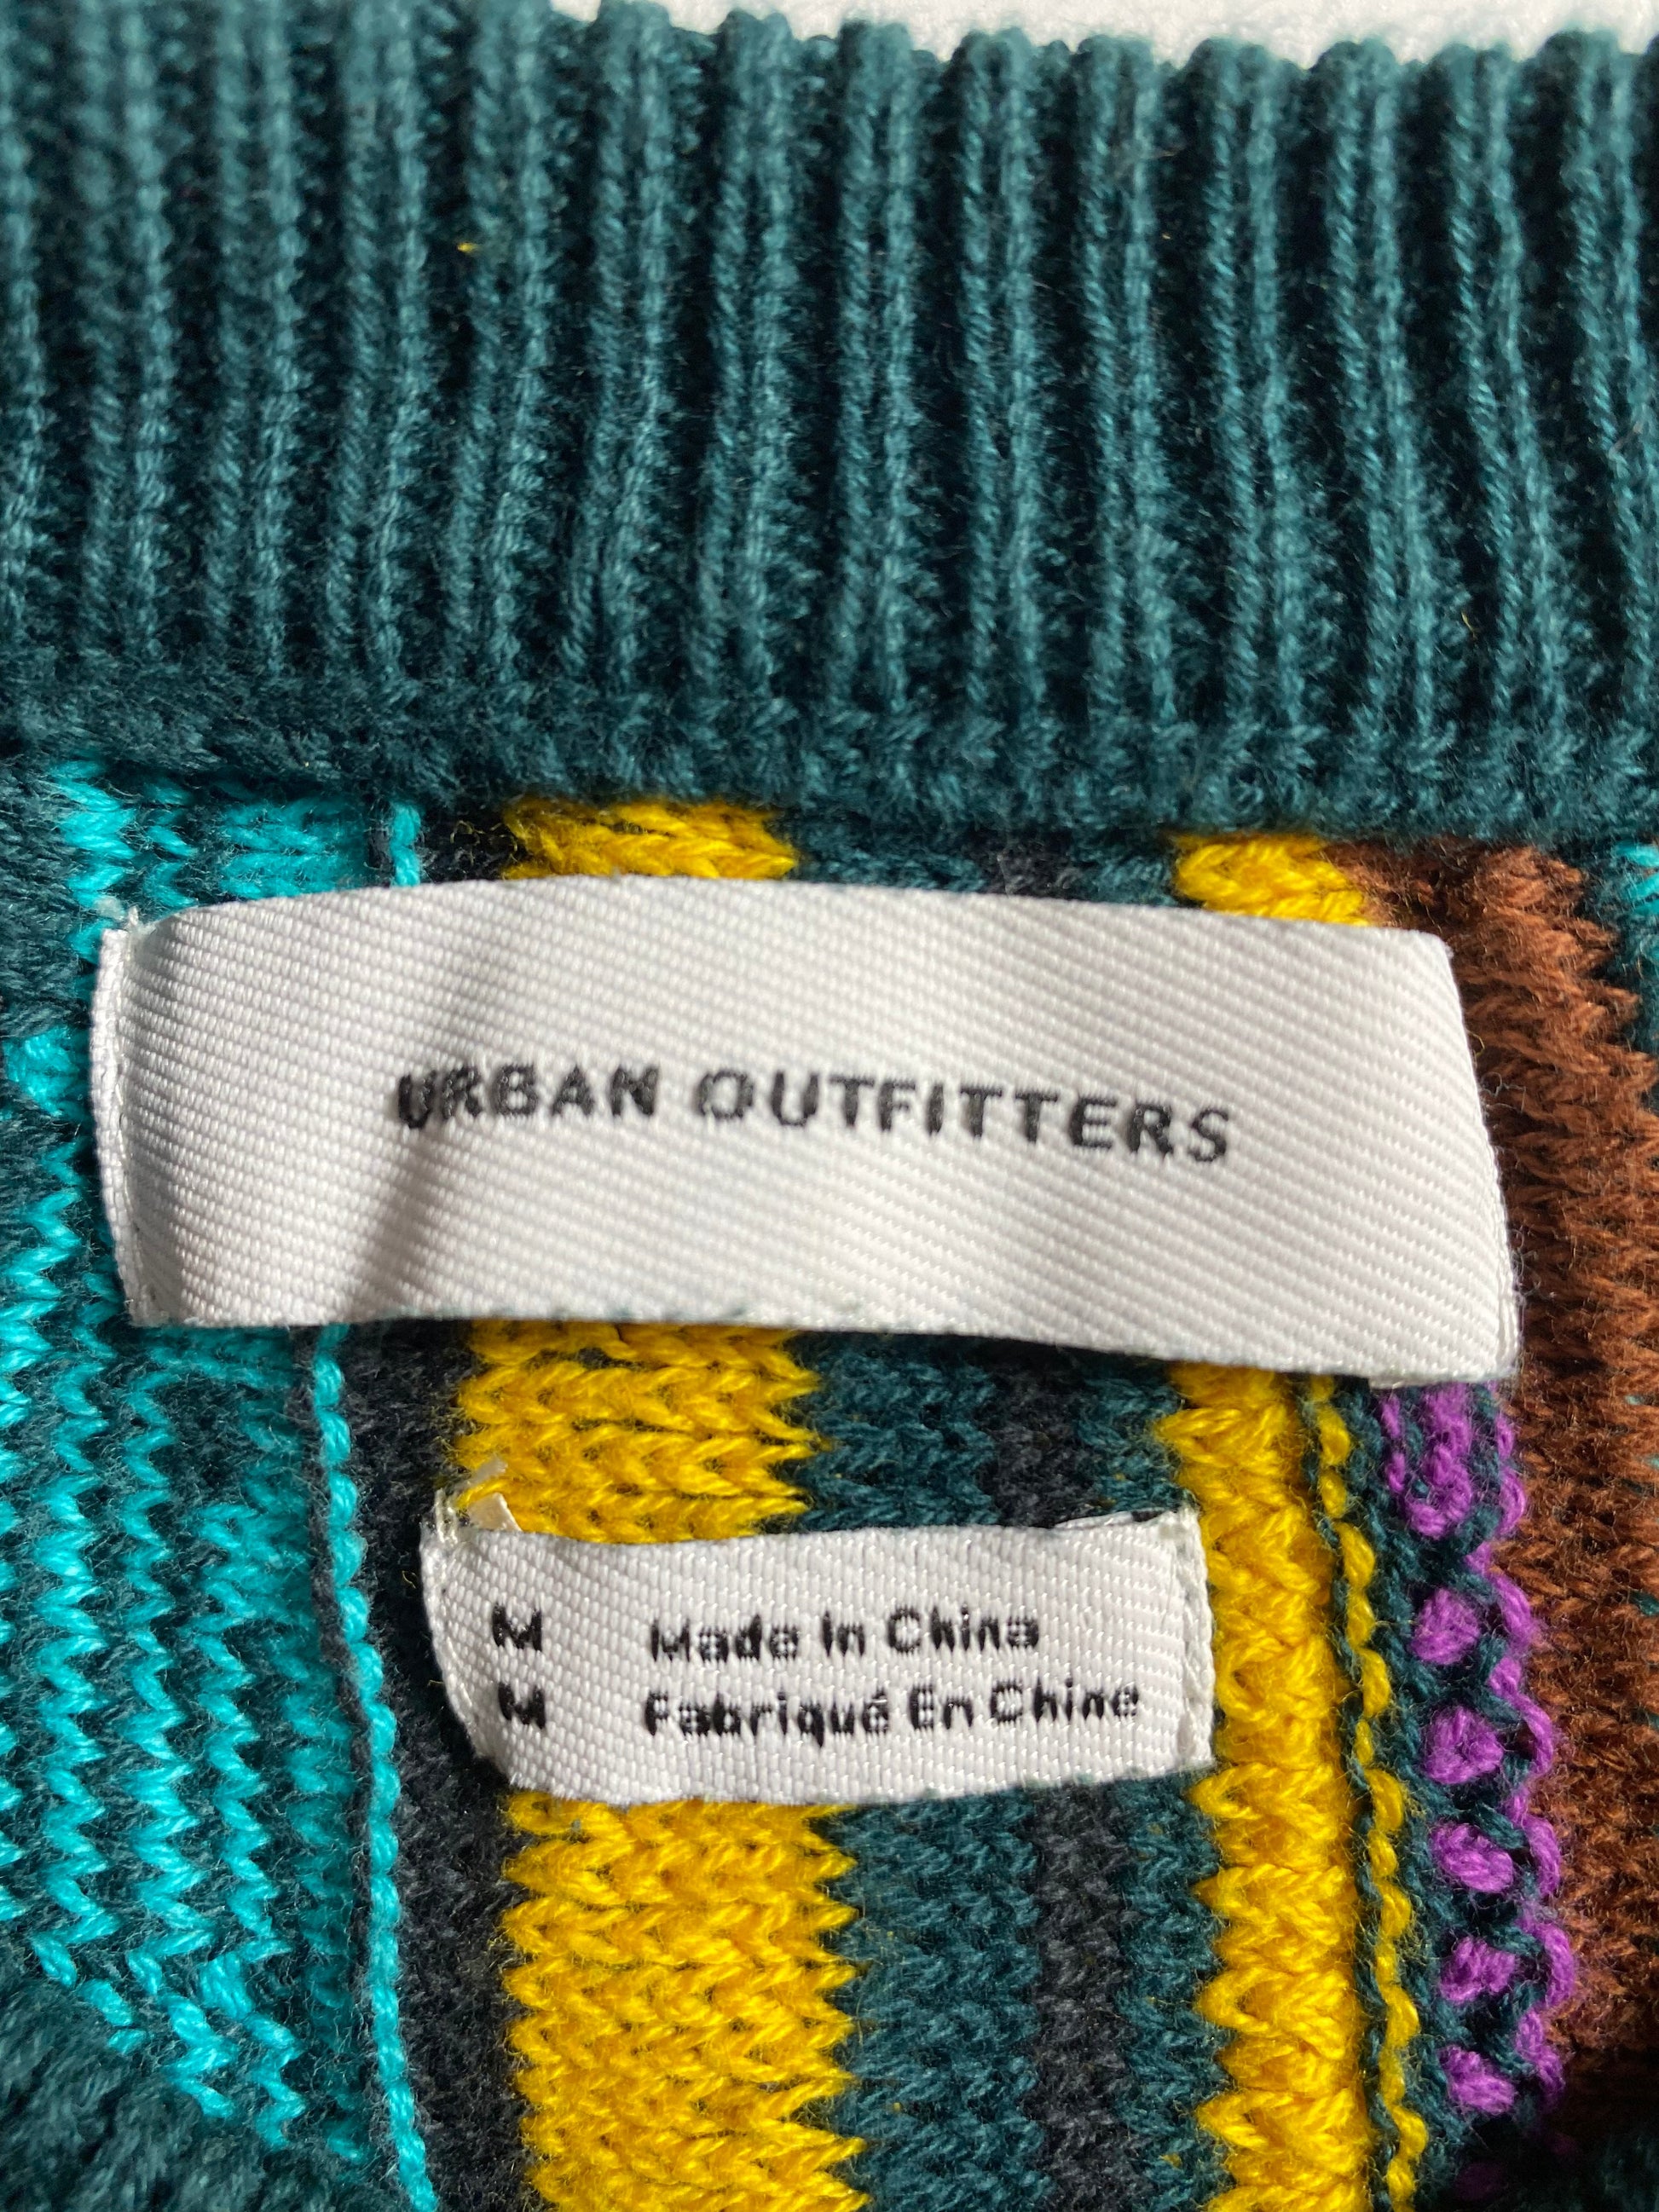 URBAN OUTFITTERS
M Made In China
M Fabriqué En Chine